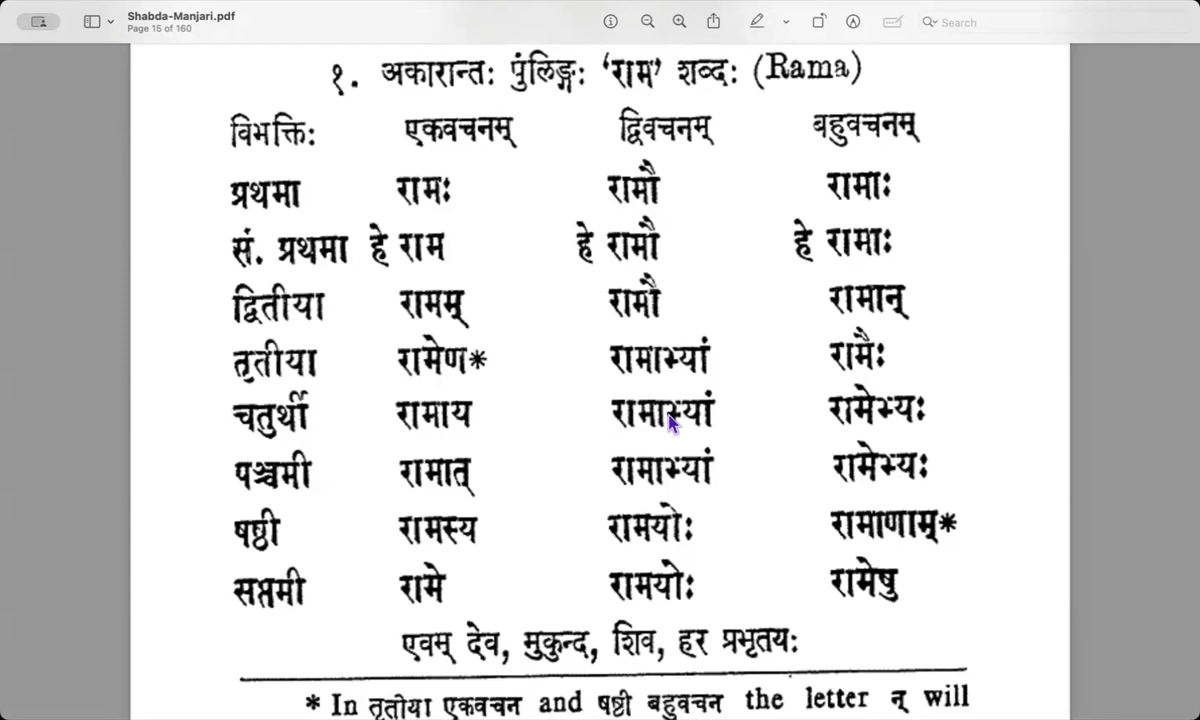 Shabda-Manjari.pdf
Page 15 of 160
Search
१. अकारान्तः पुंलिङ्गः ‘राम’ शब्दः (Rama)
विभक्तिः एकवचनम् द्विवचनम् बहुवचनम्
प्रथमा रामः रामौ रामाः
सं. प्रथमा हे राम हे रामौ हे रामाः
द्वितीया रामम् रामौ रामान्
तृतीया रामेण* रामाभ्यां रामैः
चतुर्थी रामाय रामाभ्यां रामेभ्यः
पञ्चमी रामात् रामाभ्यां रामेभ्यः
षष्ठी रामस्य रामयोः रामाणाम्*
सप्तमी रामे रामयोः रामेषु
एवम् देव, मुकुन्द, शिव, हर प्रभृतयः
* In तृतीया एकवचन and षष्ठी बहुवचन the letter न् will